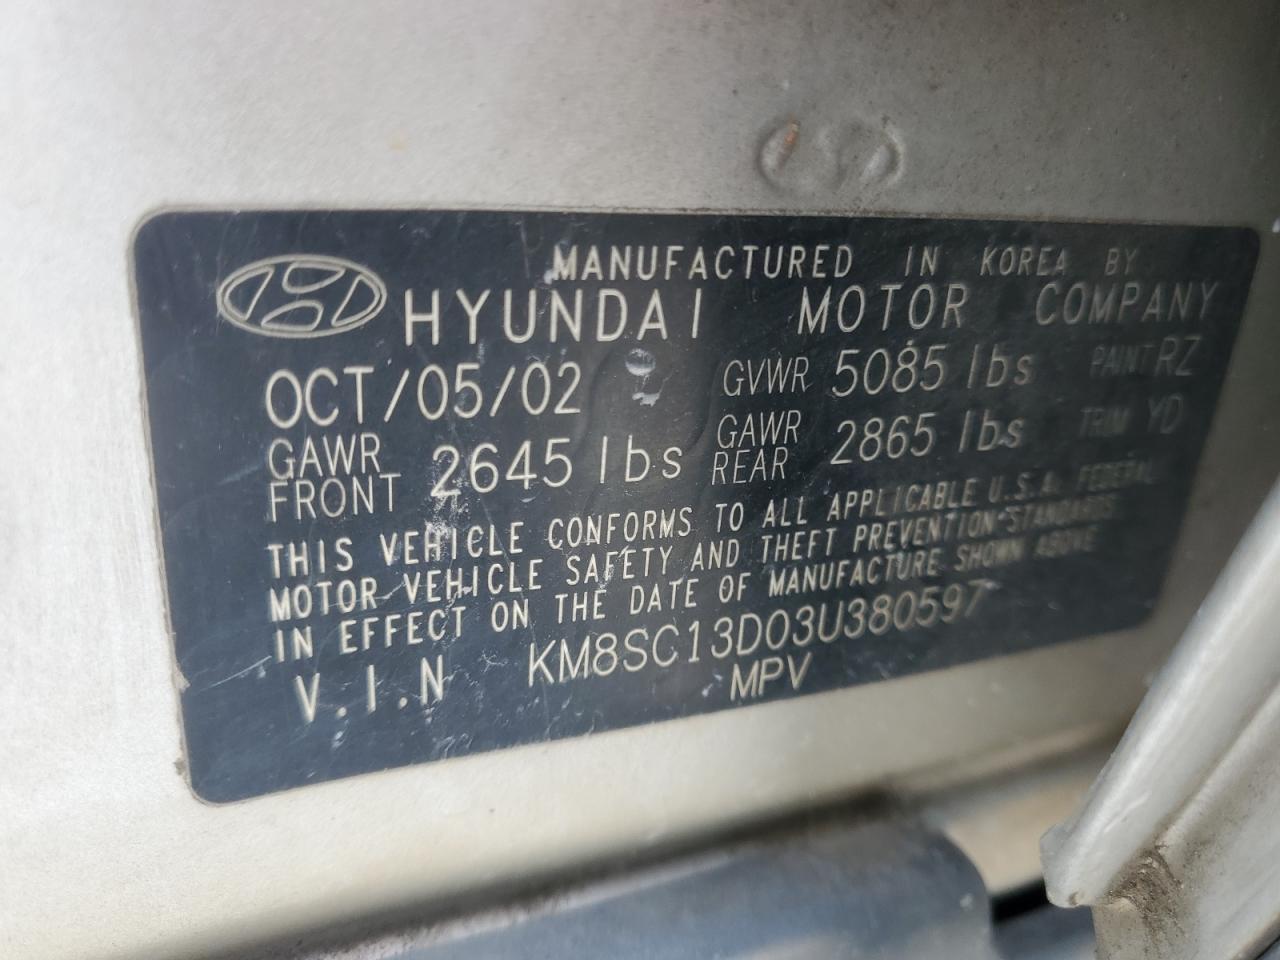 MANUFACTURED IN KOREA BY
HYUNDAI MOTOR COMPANY
OCT/05/02 GVWR 5085 lbs PAINT RZ
GAWR FRONT 2645 lbs GAWR REAR 2865 lbs TRIM YD
THIS VEHICLE CONFORMS TO ALL APPLICABLE U.S.A. FEDERAL
MOTOR VEHICLE SAFETY AND THEFT PREVENTION STANDARDS
IN EFFECT ON THE DATE OF MANUFACTURE SHOWN ABOVE
V.I.N KM8SC13D03U380597
MPV